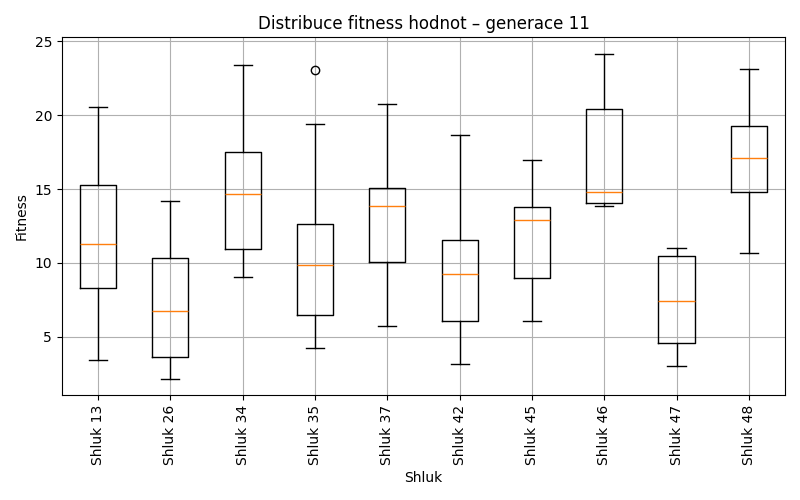 Distribuce fitness hodnot – generace 11
25
20
15
10
5
Fitness
Shluk 13
Shluk 26
Shluk 34
Shluk 35
Shluk 37
Shluk 42
Shluk 45
Shluk 46
Shluk 47
Shluk 48
Shluk